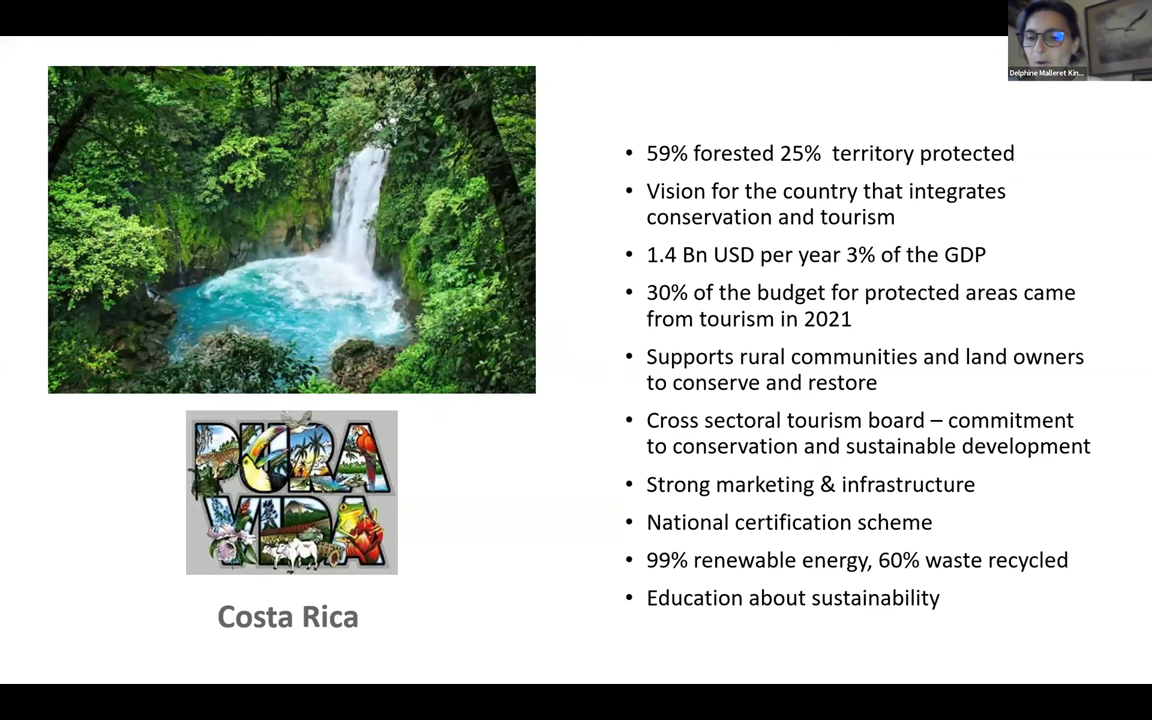 Delphine Malleret Kin...
• 59% forested 25%  territory protected
• Vision for the country that integrates
conservation and tourism
• 1.4 Bn USD per year 3% of the GDP
• 30% of the budget for protected areas came
from tourism in 2021
• Supports rural communities and land owners
to conserve and restore
• Cross sectoral tourism board – commitment
to conservation and sustainable development
• Strong marketing & infrastructure
• National certification scheme
• 99% renewable energy, 60% waste recycled
• Education about sustainability
PURA
VIDA
Costa Rica